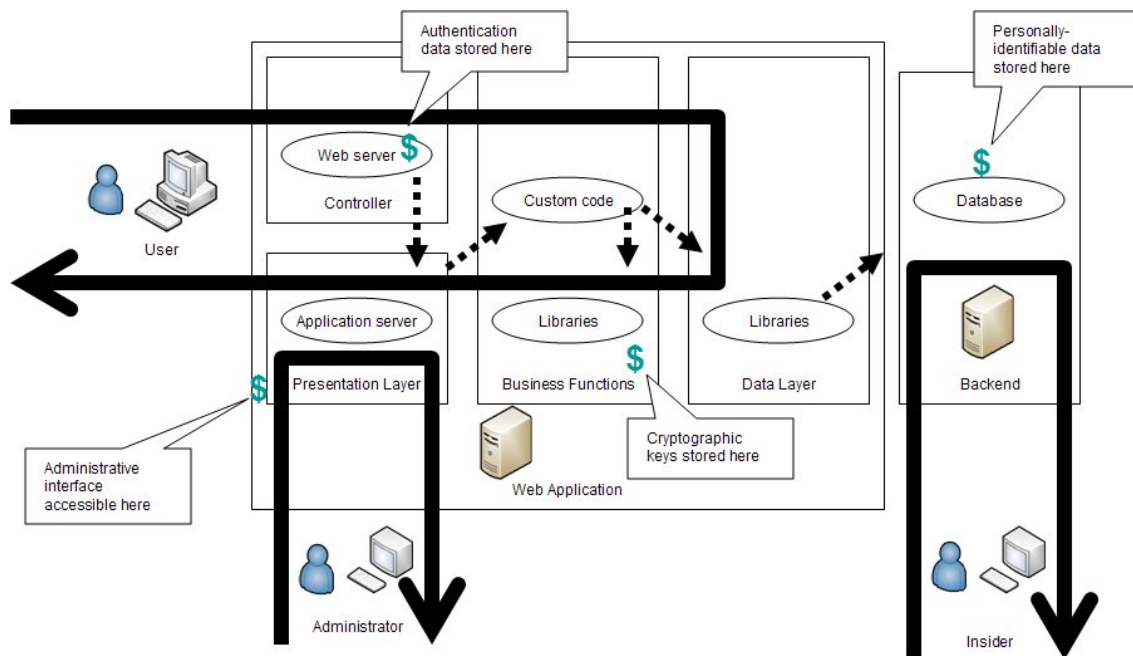 Authentication
data stored here
Personally-
identifiable data
stored here
$
Web server
Controller
User
Custom code
$
Database
Application server
Libraries
Libraries
$
Presentation Layer
Business Functions
$
Data Layer
Backend
Administrative
interface
accessible here
Cryptographic
keys stored here
Web Application
Administrator
Insider